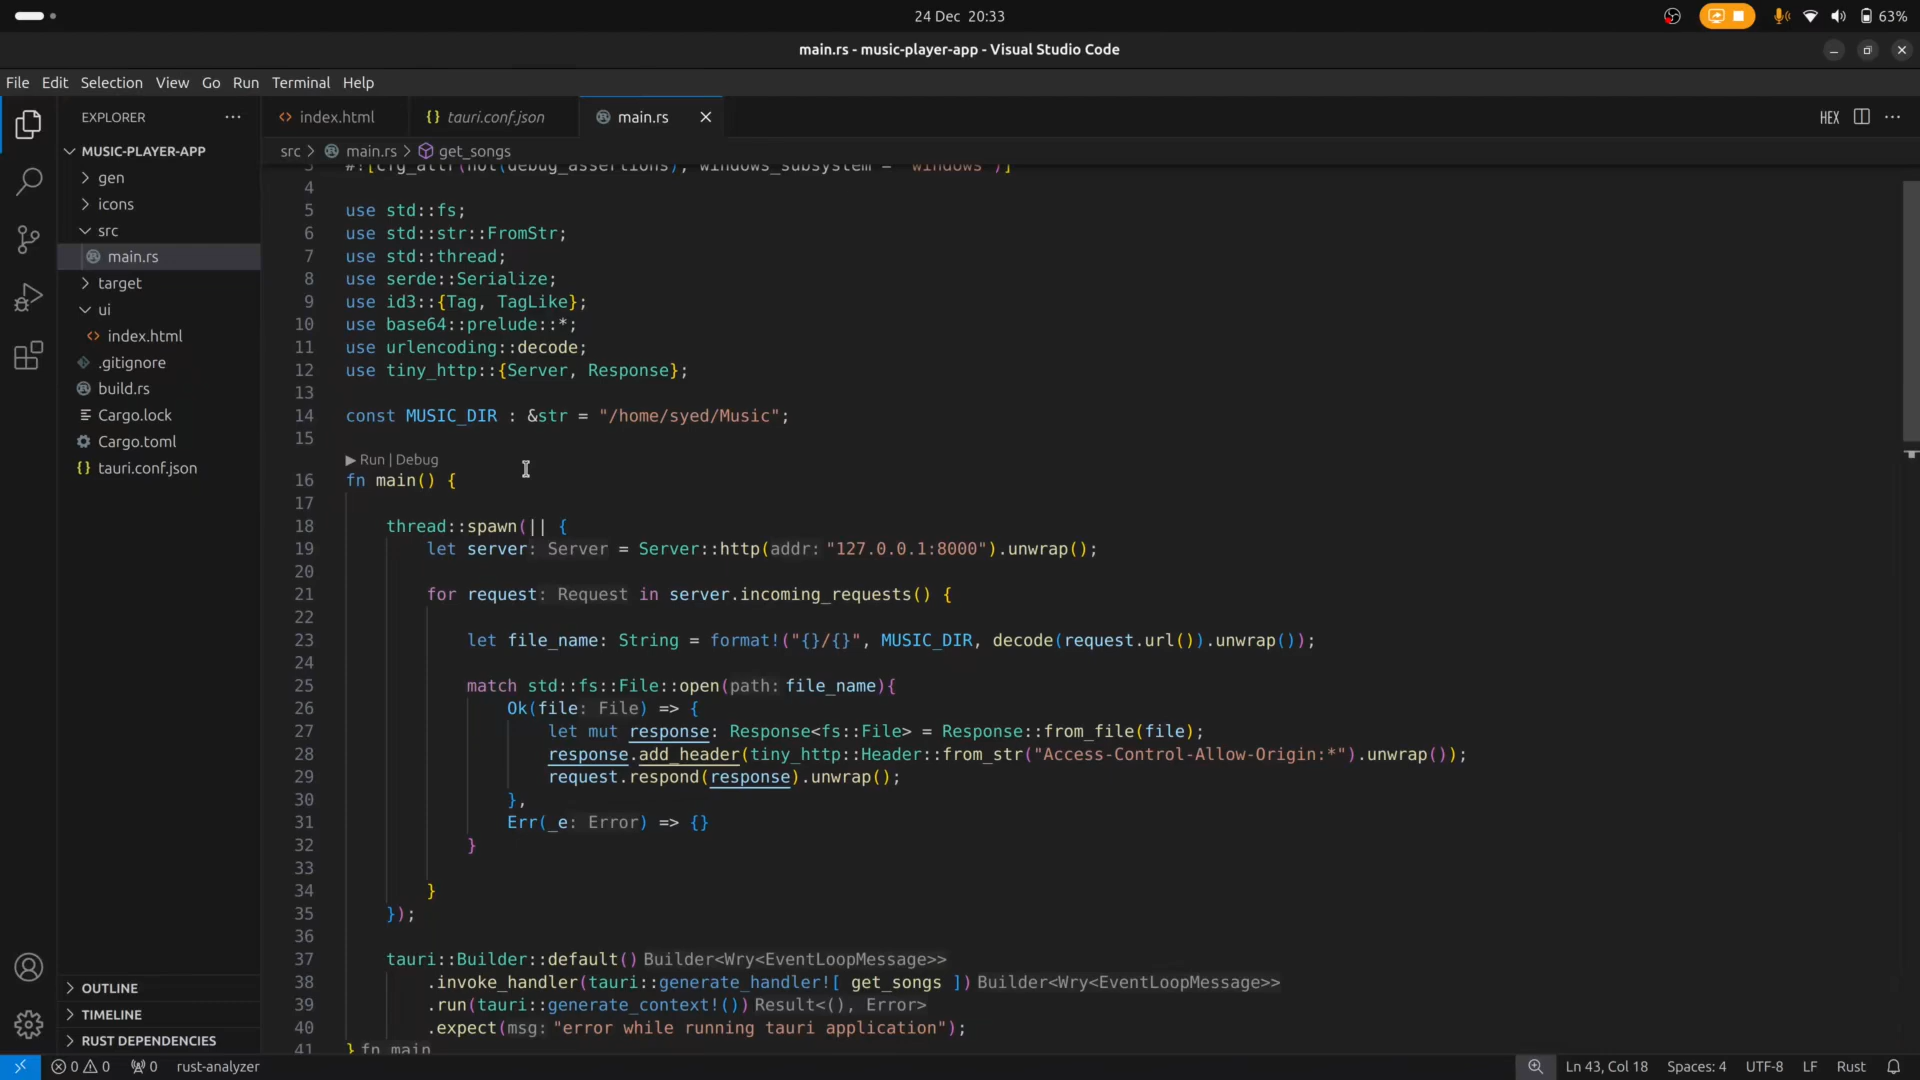 24 Dec 20:33
63%
main.rs - music-player-app - Visual Studio Code
File Edit Selection View Go Run Terminal Help
EXPLORER
MUSIC-PLAYER-APP
gen
icons
src
main.rs
target
ui
index.html
.gitignore
build.rs
Cargo.lock
Cargo.toml
tauri.conf.json
OUTLINE
TIMELINE
RUST DEPENDENCIES
index.html
tauri.conf.json
main.rs
HEX
src > main.rs > get_songs
3 #![cfg_attr(not(debug_assertions), windows_subsystem = "windows")]
4
5 use std::fs;
6 use std::str::FromStr;
7 use std::thread;
8 use serde::Serialize;
9 use id3::{Tag, TagLike};
10 use base64::prelude::*;
11 use urlencoding::decode;
12 use tiny_http::{Server, Response};
13
14 const MUSIC_DIR : &str = "/home/syed/Music";
15
Run | Debug
16 fn main() {
17
18 thread::spawn(|| {
19 let server: Server = Server::http(addr: "127.0.0.1:8000").unwrap();
20
21 for request: Request in server.incoming_requests() {
22
23 let file_name: String = format!("{}/{}", MUSIC_DIR, decode(request.url()).unwrap());
24
25 match std::fs::File::open(path: file_name){
26 Ok(file: File) => {
27 let mut response: Response<fs::File> = Response::from_file(file);
28 response.add_header(tiny_http::Header::from_str("Access-Control-Allow-Origin:*").unwrap());
29 request.respond(response).unwrap();
30 },
31 Err(_e: Error) => {}
32 }
33
34 }
35 });
36
37 tauri::Builder::default() Builder<Wry<EventLoopMessage>>
38 .invoke_handler(tauri::generate_handler![ get_songs ]) Builder<Wry<EventLoopMessage>>
39 .run(tauri::generate_context!()) Result<(), Error>
40 .expect(msg: "error while running tauri application");
41 } fn main
0 0 0 rust-analyzer
Ln 43, Col 18 Spaces: 4 UTF-8 LF Rust